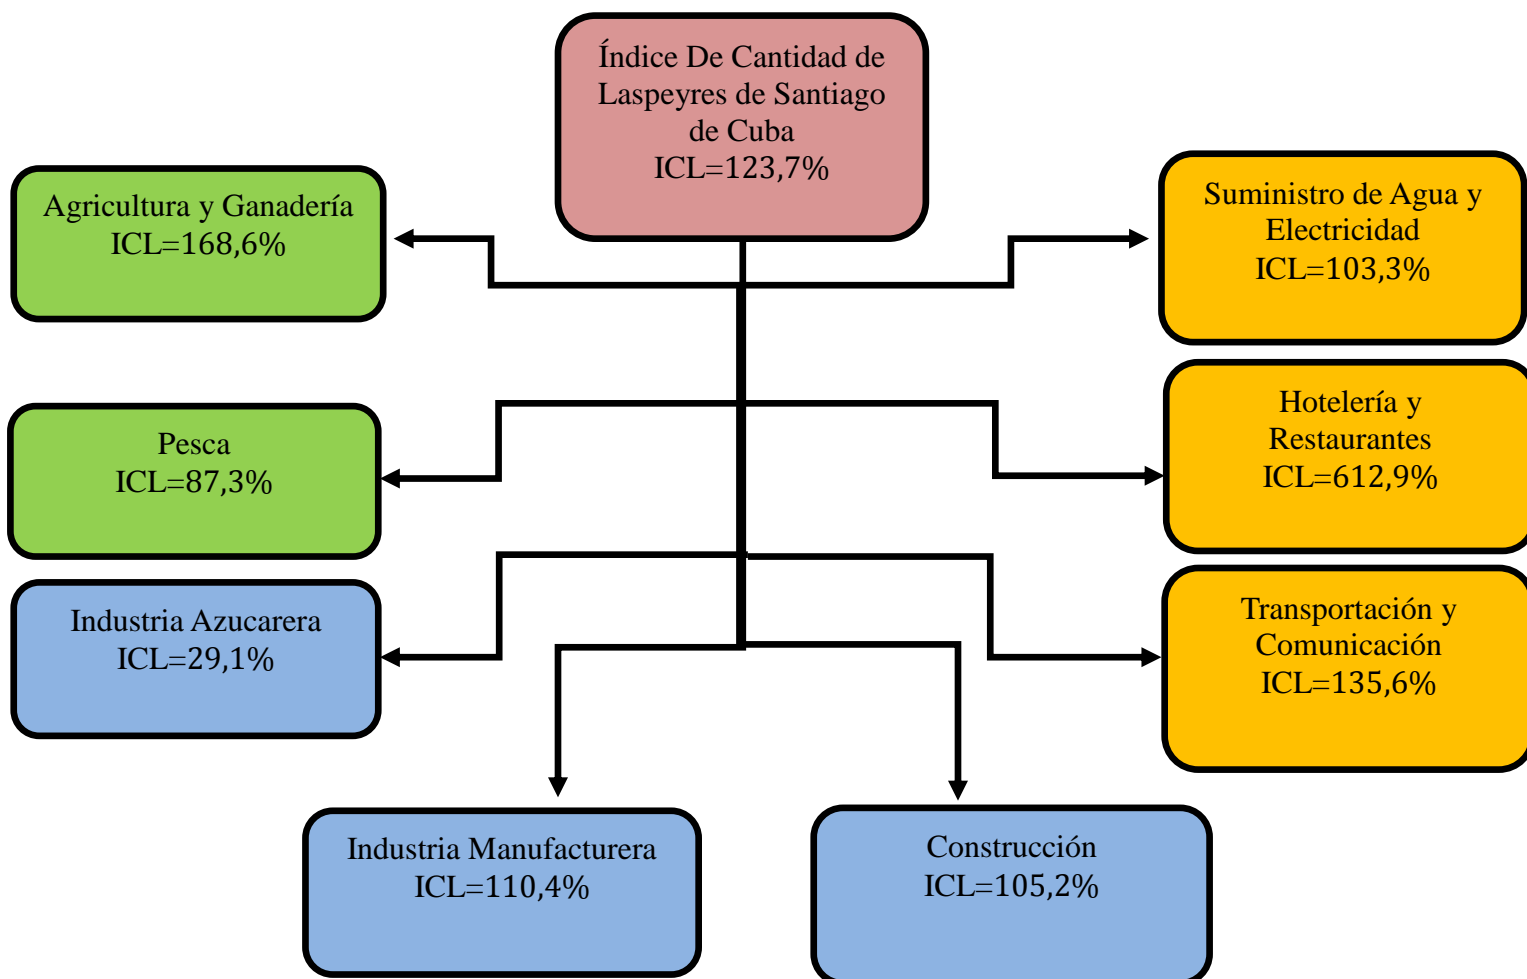 Índice De Cantidad de
Laspeyres de Santiago
de Cuba
ICL=123,7%
Agricultura y Ganadería
ICL=168,6%
Suministro de Agua y
Electricidad
ICL=103,3%
Pesca
ICL=87,3%
Hotelería y
Restaurantes
ICL=612,9%
Industria Azucarera
ICL=29,1%
Transportación y
Comunicación
ICL=135,6%
Industria Manufacturera
ICL=110,4%
Construcción
ICL=105,2%